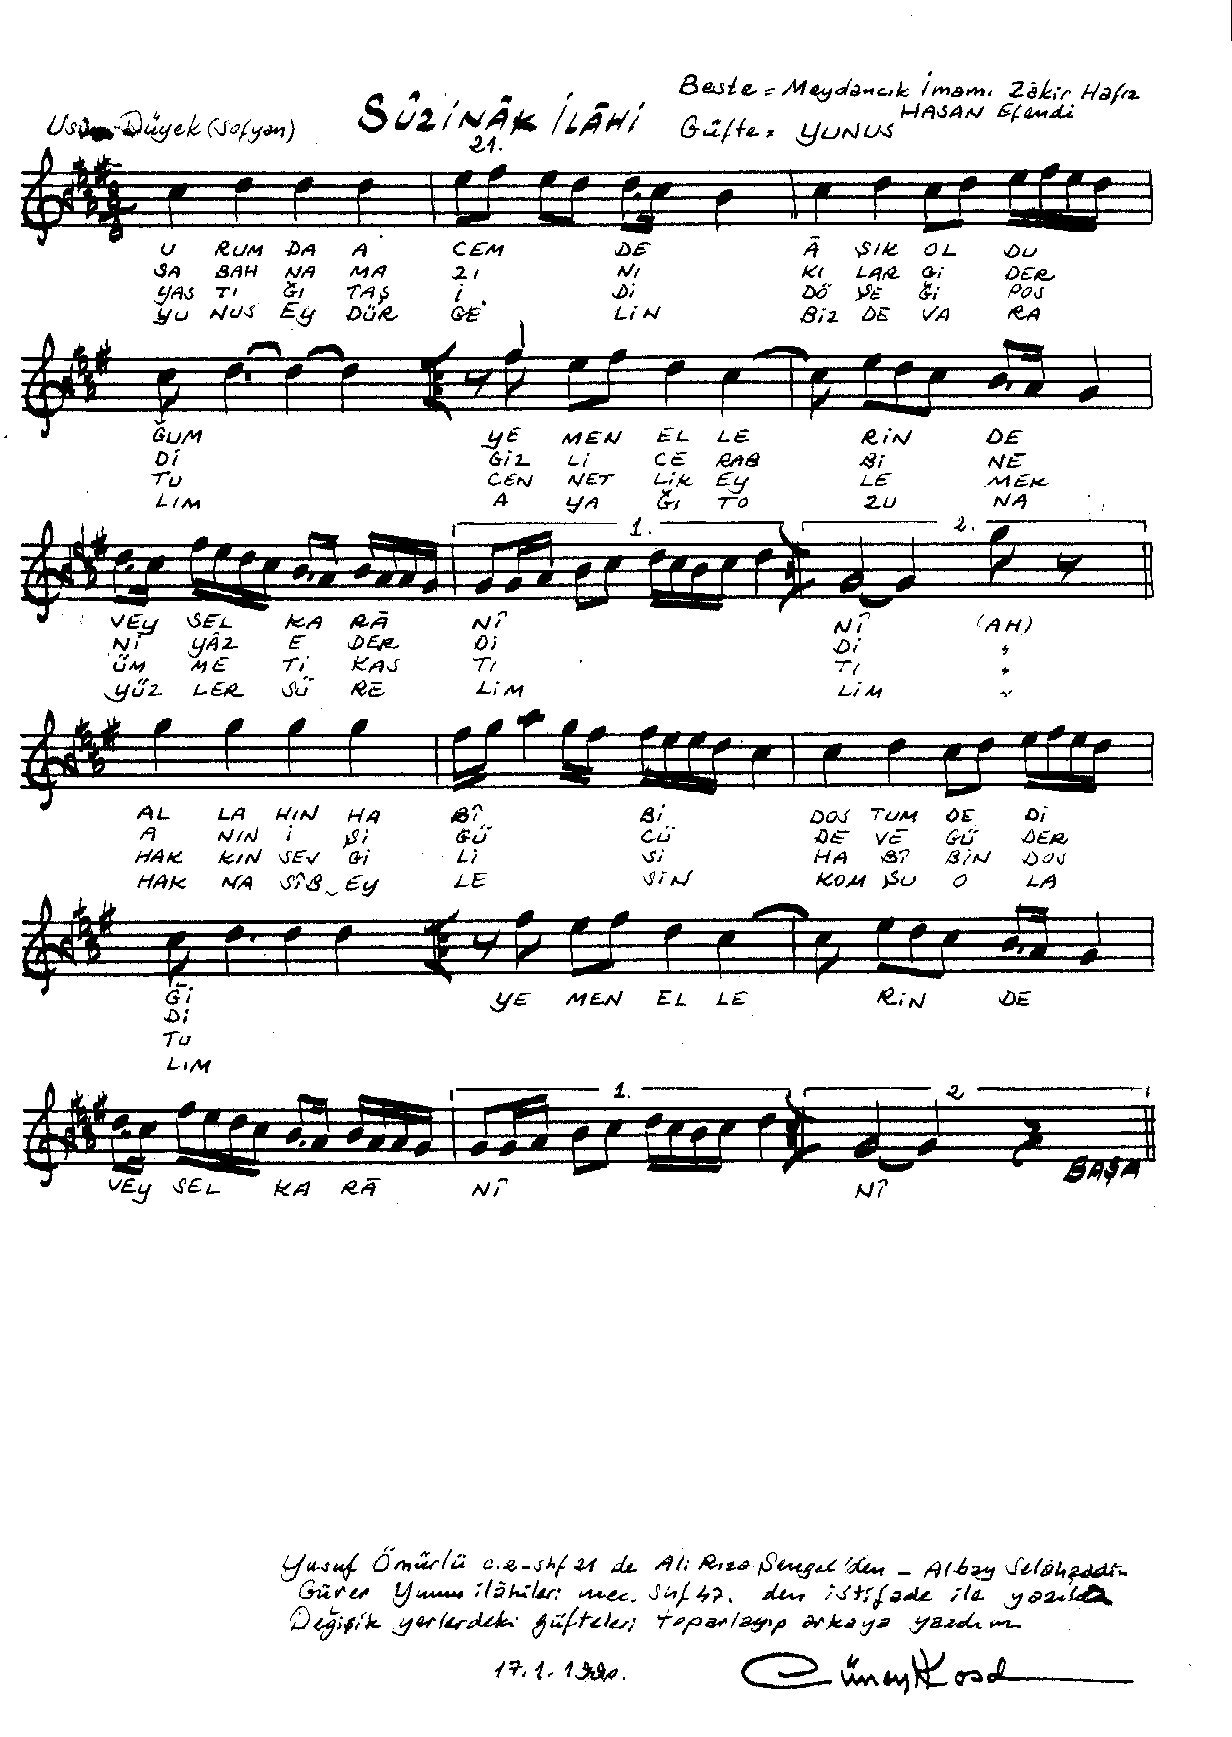 Beste = Meydancık İmamı Zâkir Hafız
HASAN Efendi
Usûl Düyek (Sofyan)
SÛZİNÂK İLÂHİ
Güfte = YUNUS
21.
U RUM DA A CEM DE Â ŞIK OL DU
SA BAH NA MA ZI NI KI LAR Gİ DER
YAS TI ĞI TAŞ İ Dİ DÖ ŞE Ğİ POS
YU NUS EY DÜR GE LİN BİZ DE VA RA
ĞUM YE MEN EL LE RİN DE
Dİ GİZ Lİ CE RAB Bİ NE
TU CEN NET LİK EY LE MEK
LIM A YA ĞI TO ZU NA
1. 2.
VEY SEL KA RÂ NÎ NÎ (AH)
NÎ YÂZ E DER Dİ Dİ "
ÜM ME Tİ KAS TI TI "
YÜZ LER SÜ RE LİM LİM "
AL LA HIN HA BÎ Bİ DOS TUM DE Dİ
A NIN İ Şİ GÜ CÜ DE VE GÜ DER
HAK KIN SEV Gİ Lİ Sİ HA BÎ BİN DOS
HAK NA SÎB EY LE SİN KOM ŞU O LA
Ğİ YE MEN EL LE RİN DE
Dİ
TU
LIM
1. 2
VEY SEL KA RÂ NÎ NÎ
BAŞA
Yusuf Ömürlü c.2-shf 21 de Ali Rıza Şengel'den - Albay Selâhaddin
Gürer Yunus ilâhileri mec. Shf 47. den istifade ile yazıldı
Değişik yerlerdeki güfteleri toparlayıp arkaya yazdım
17.1.1990.
Cüneyd Kosal